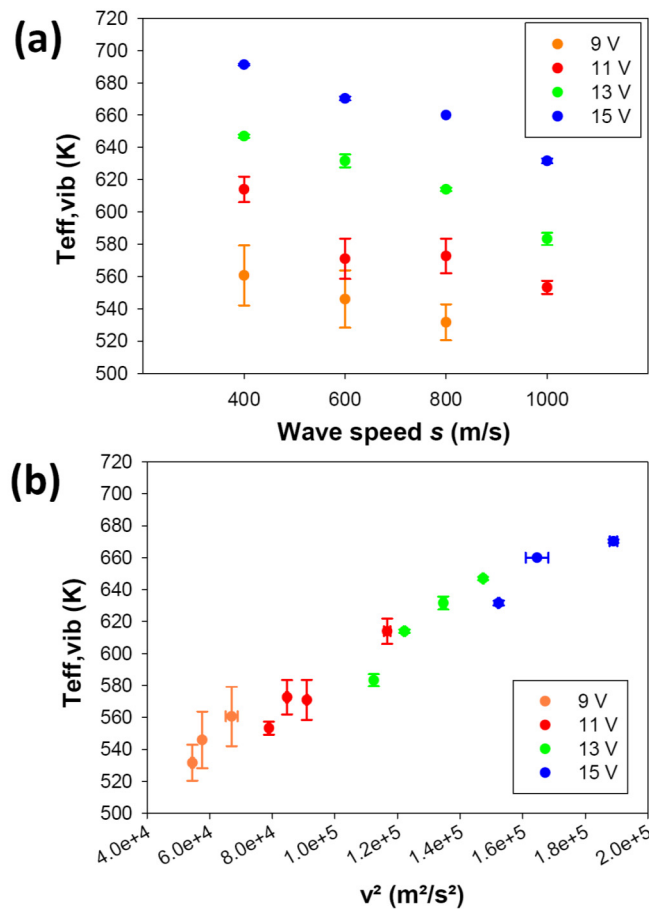 (a)
720
700
680
660
640
620
600
580
560
540
520
500
Teff,vib (K)
9 V
11 V
13 V
15 V
400 600 800 1000
Wave speed s (m/s)
(b)
720
700
680
660
640
620
600
580
560
540
520
500
Teff,vib (K)
9 V
11 V
13 V
15 V
4.0e+4 6.0e+4 8.0e+4 1.0e+5 1.2e+5 1.4e+5 1.6e+5 1.8e+5 2.0e+5
v² (m²/s²)